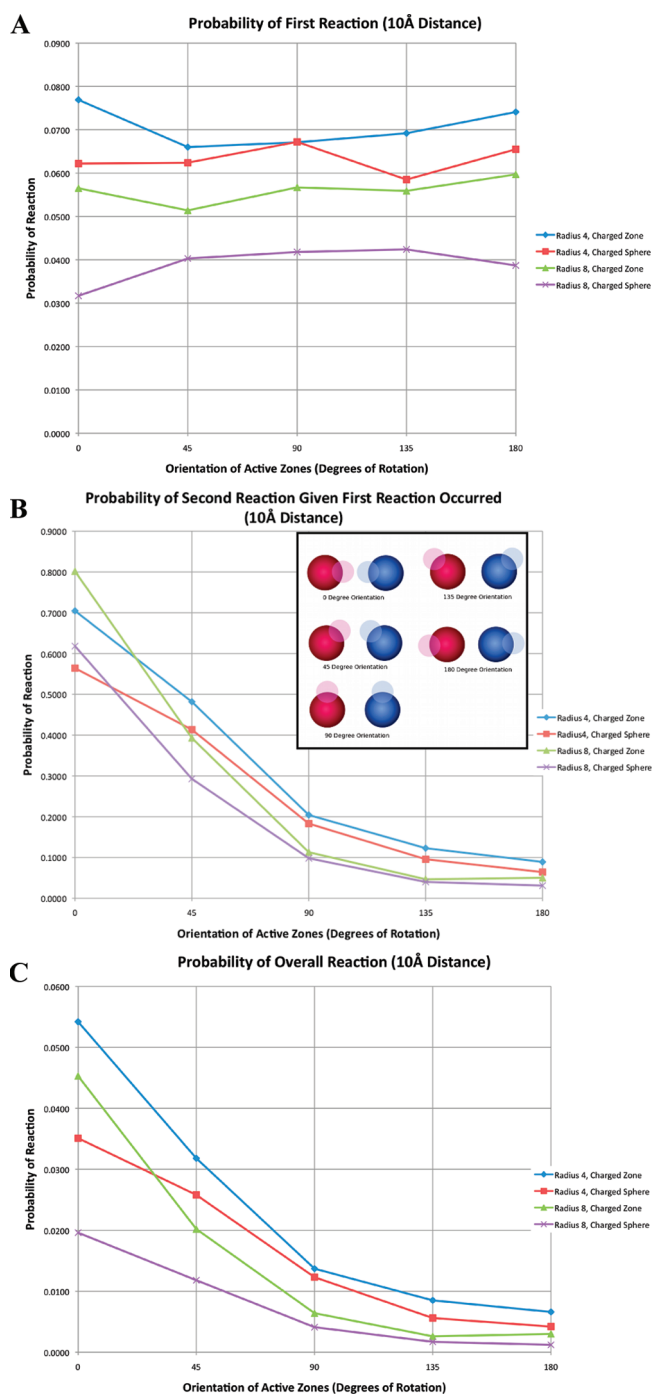 A
Probability of First Reaction (10Å Distance)
0.0900
0.0800
0.0700
0.0600
0.0500
0.0400
0.0300
0.0200
0.0100
0.0000
Probability of Reaction
0 45 90 135 180
Orientation of Active Zones (Degrees of Rotation)
Radius 4, Charged Zone
Radius 4, Charged Sphere
Radius 8, Charged Zone
Radius 8, Charged Sphere
B
Probability of Second Reaction Given First Reaction Occurred
(10Å Distance)
0.9000
0.8000
0.7000
0.6000
0.5000
0.4000
0.3000
0.2000
0.1000
0.0000
Probability of Reaction
0 Degree Orientation
135 Degree Orientation
45 Degree Orientation
180 Degree Orientation
90 Degree Orientation
0 45 90 135 180
Orientation of Active Zones (Degrees of Rotation)
Radius 4, Charged Zone
Radius4, Charged Sphere
Radius 8, Charged Zone
Radius 8, Charged Sphere
C
Probability of Overall Reaction (10Å Distance)
0.0600
0.0500
0.0400
0.0300
0.0200
0.0100
0.0000
Probability of Reaction
0 45 90 135 180
Orientation of Active Zones (Degrees of Rotation)
Radius 4, Charged Zone
Radius 4, Charged Sphere
Radius 8, Charged Zone
Radius 8, Charged Sphere